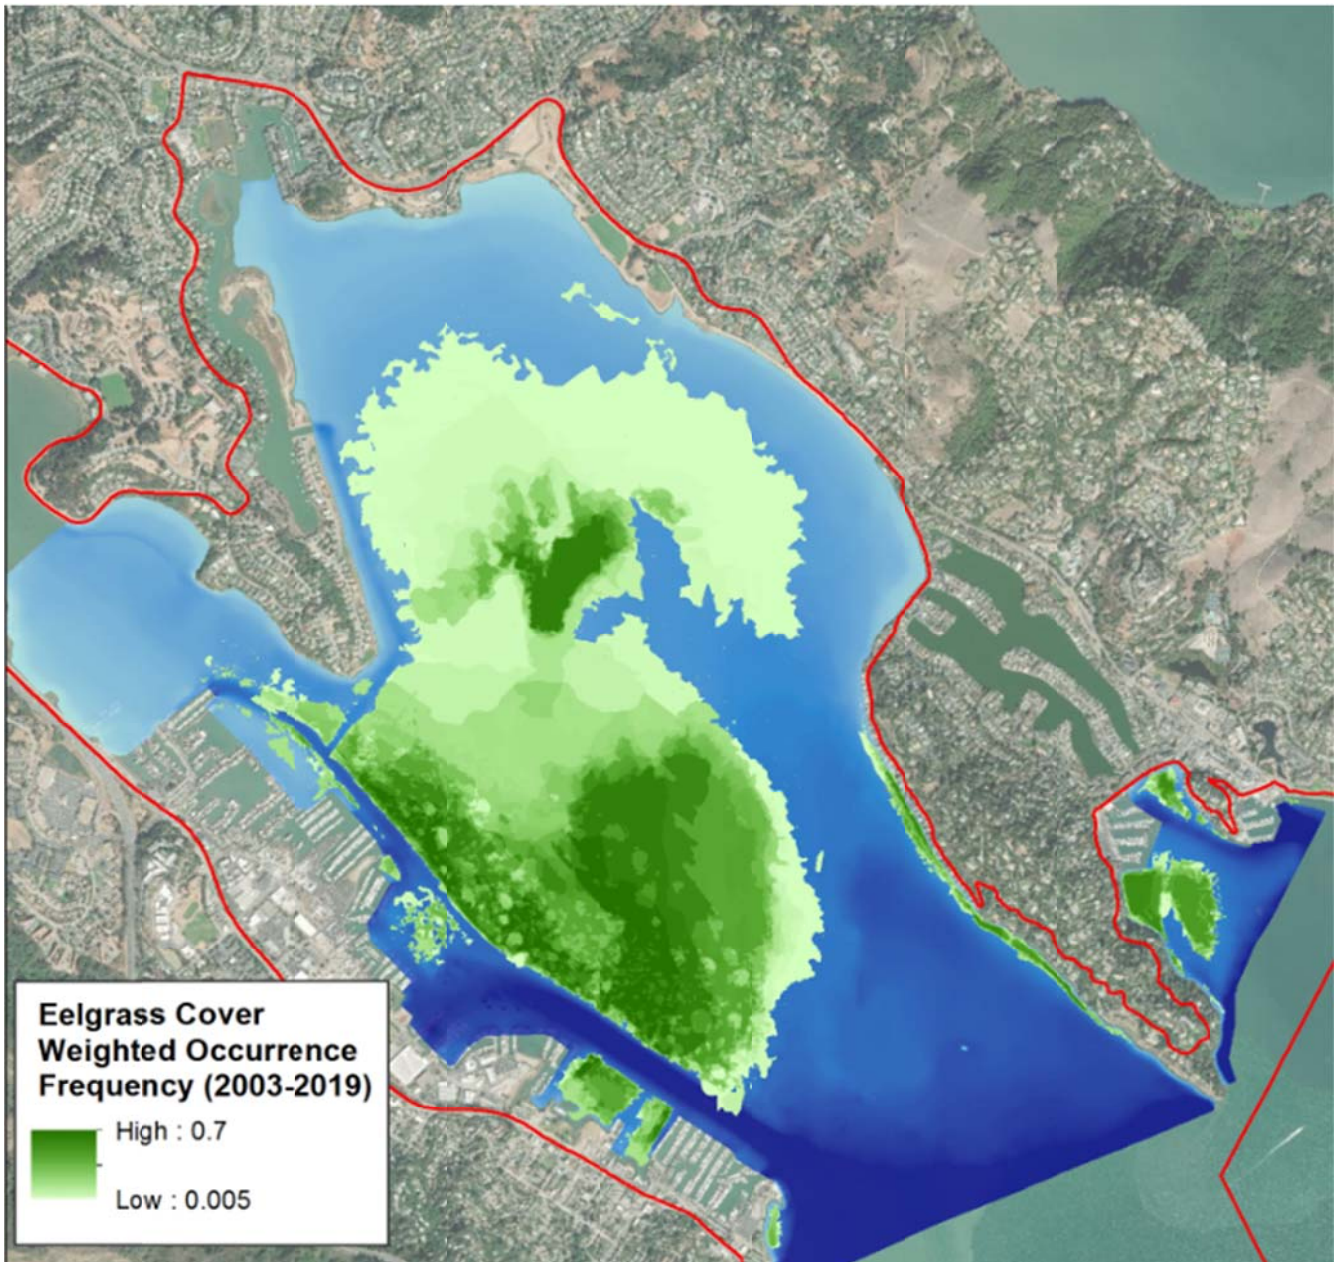 Eelgrass Cover
Weighted Occurrence
Frequency (2003-2019)
High : 0.7
Low : 0.005